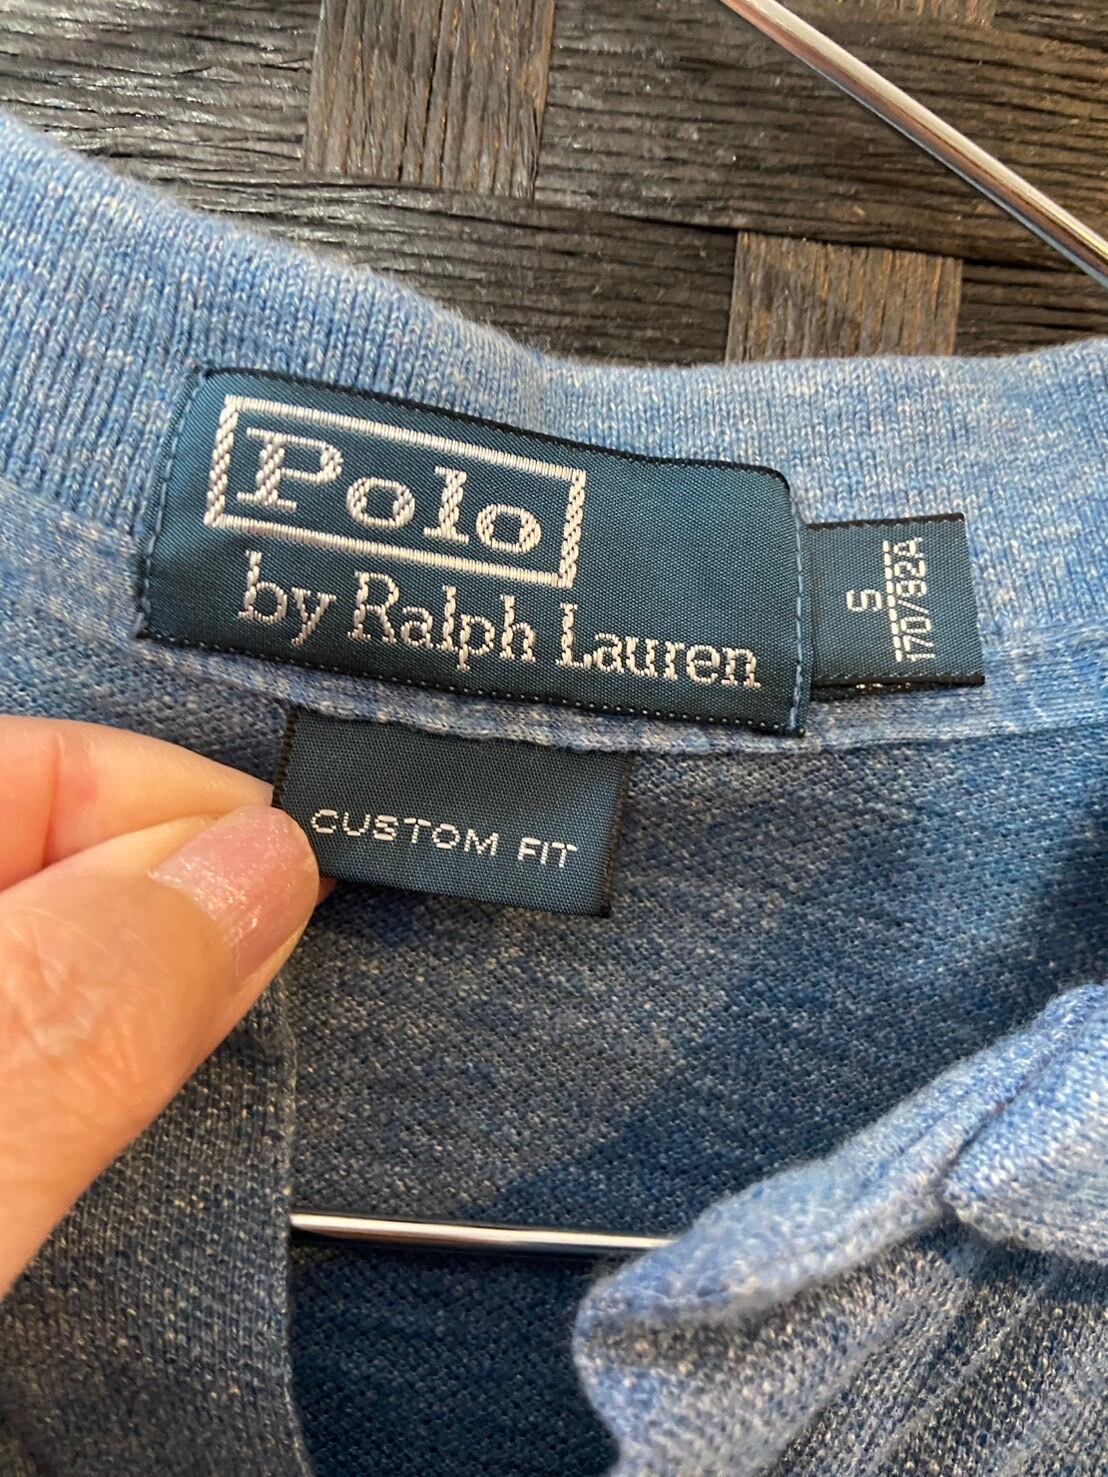 Polo
by Ralph Lauren
S
170/92A
CUSTOM FIT